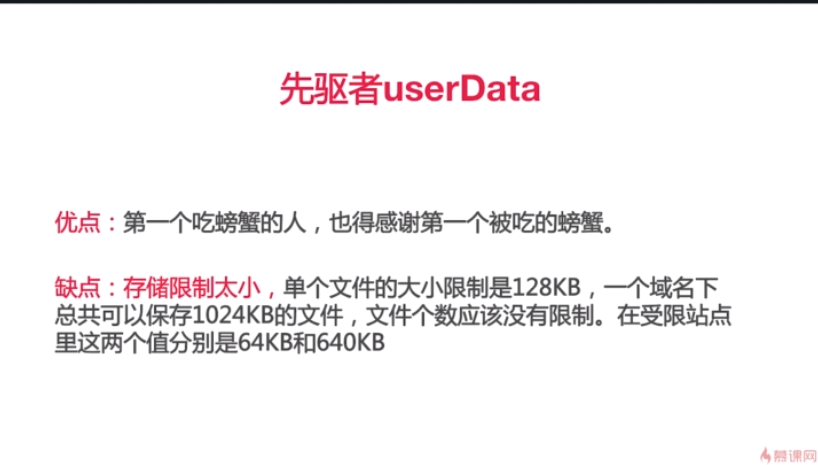 先驱者userData
优点：第一个吃螃蟹的人，也得感谢第一个被吃的螃蟹。
缺点：存储限制太小，单个文件的大小限制是128KB，一个域名下
总共可以保存1024KB的文件，文件个数应该没有限制。在受限站点
里这两个值分别是64KB和640KB
慕课网